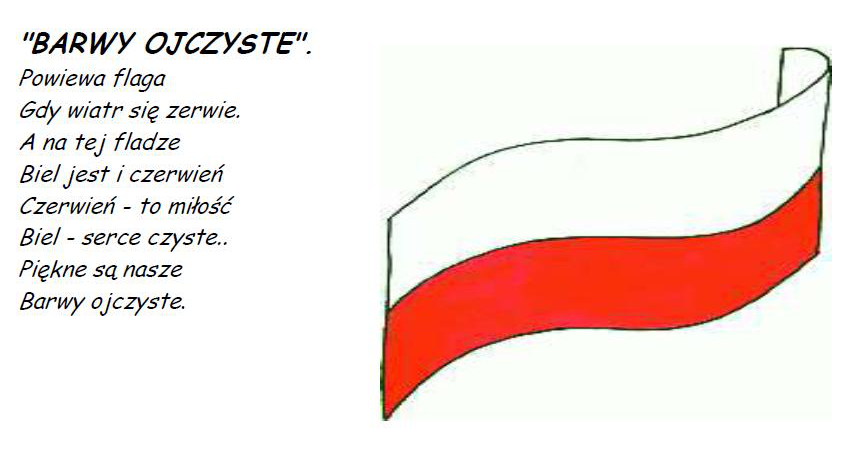 "BARWY OJCZYSTE".
Powiewa flaga
Gdy wiatr się zerwie.
A na tej fladze
Biel jest i czerwień
Czerwień - to miłość
Biel - serce czyste..
Piękne są nasze
Barwy ojczyste.